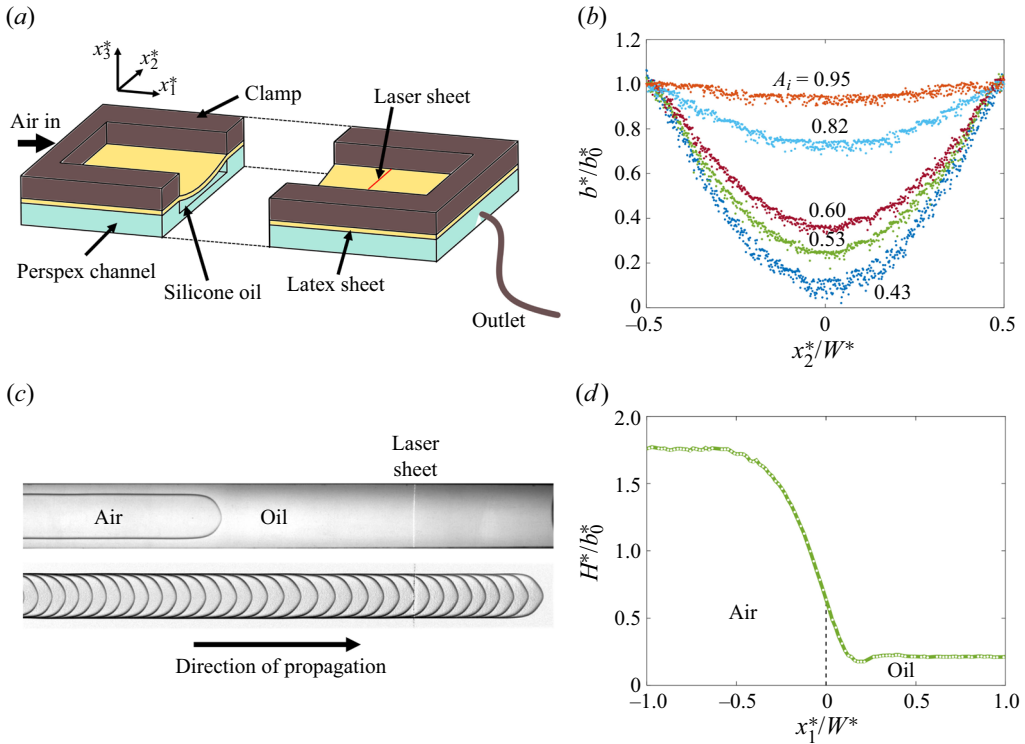 (a)
x₃*
x₂*
x₁*
Clamp
Laser sheet
Air in
Perspex channel
Silicone oil
Latex sheet
Outlet
(b)
1.2
1.0
0.8
0.6
0.4
0.2
0
b*/b₀*
Aᵢ = 0.95
0.82
0.60
0.53
0.43
–0.5
0
0.5
x₂*/W*
(c)
Laser
sheet
Air
Oil
Direction of propagation
(d)
2.0
1.5
1.0
0.5
0
H*/b₀*
Air
Oil
–1.0
–0.5
0
0.5
1.0
x₁*/W*